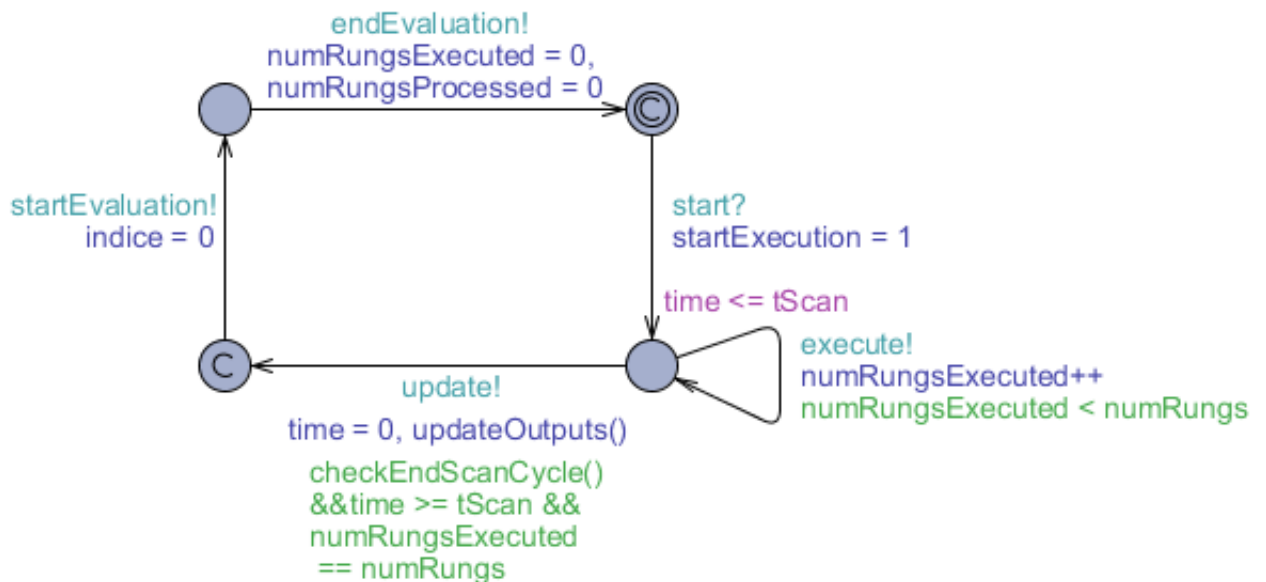 endEvaluation!
numRungsExecuted = 0,
numRungsProcessed = 0
C
startEvaluation!
indice = 0
start?
startExecution = 1
time <= tScan
execute!
numRungsExecuted++
numRungsExecuted < numRungs
C
update!
time = 0, updateOutputs()
checkEndScanCycle()
&&time >= tScan &&
numRungsExecuted
== numRungs